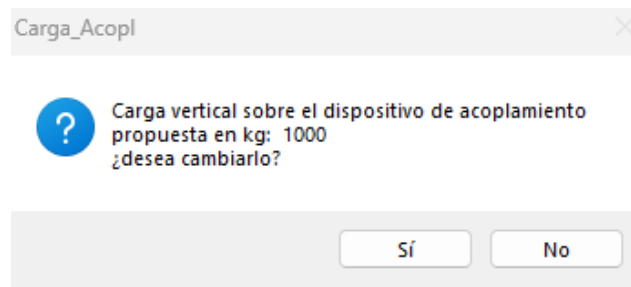 Carga_Acopl
Carga vertical sobre el dispositivo de acoplamiento
propuesta en kg:  1000
¿desea cambiarlo?
Sí
No